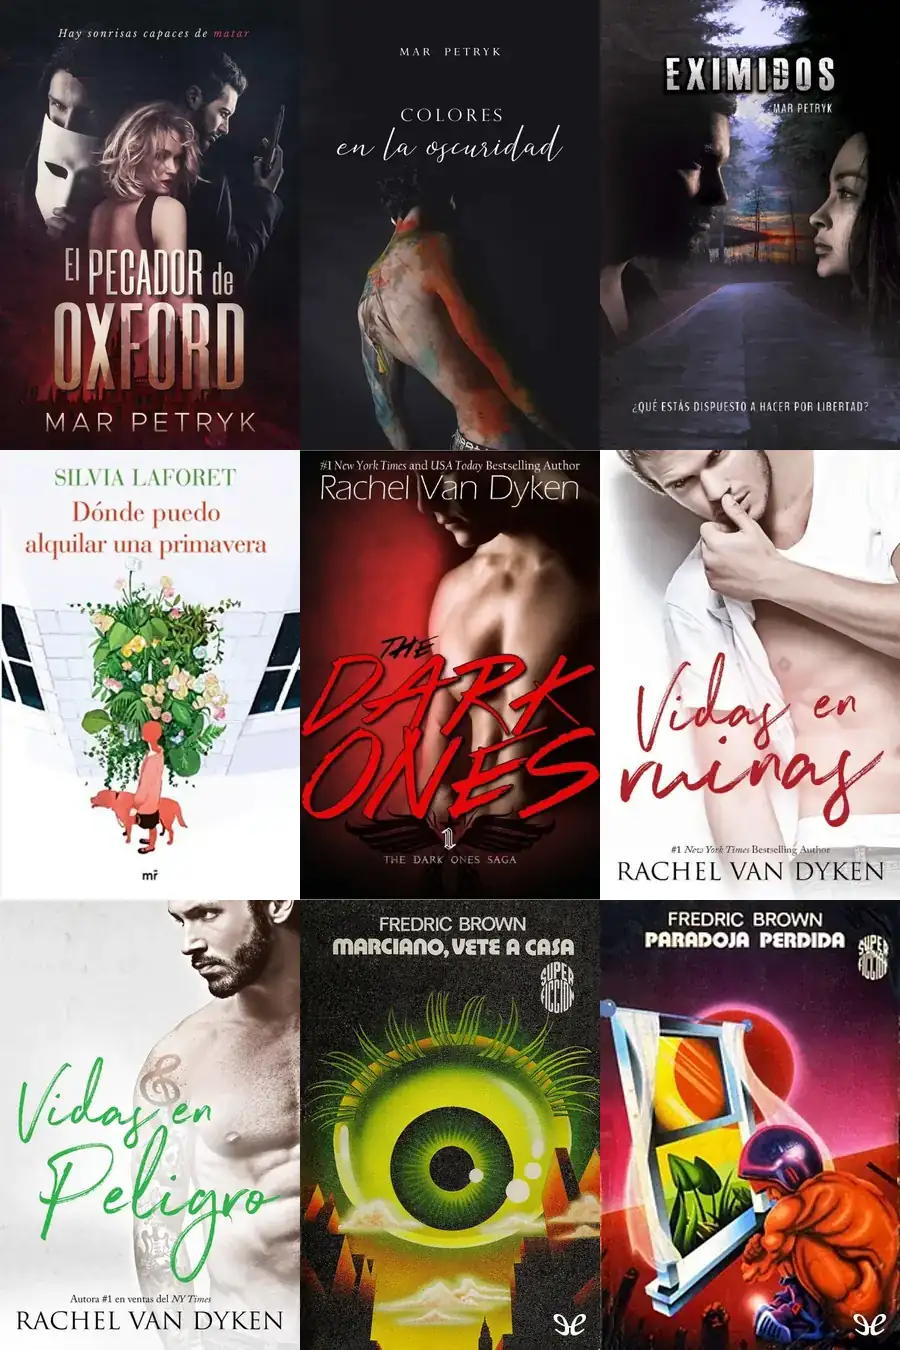 Hay sonrisas capaces de matar
El PECADOR de
OXFORD
MAR PETRYK
MAR PETRYK
COLORES
en la oscuridad
EXIMIDOS
MAR PETRYK
¿QUÉ ESTÁS DISPUESTO A HACER POR LIBERTAD?
SILVIA LAFORET
Dónde puedo
alquilar una primavera
mr
#1 New York Times and USA Today Bestselling Author
Rachel Van Dyken
THE
DARK
ONES
1
THE DARK ONES SAGA
Vidas en
ruinas
#1 New York Times Bestselling Author
RACHEL VAN DYKEN
Vidas en
Peligro
Autora #1 en ventas del NY Times
RACHEL VAN DYKEN
FREDRIC BROWN
MARCIANO, VETE A CASA
SUPER
FICCION
FREDRIC BROWN
PARADOJA PERDIDA
SUPER
FICCION